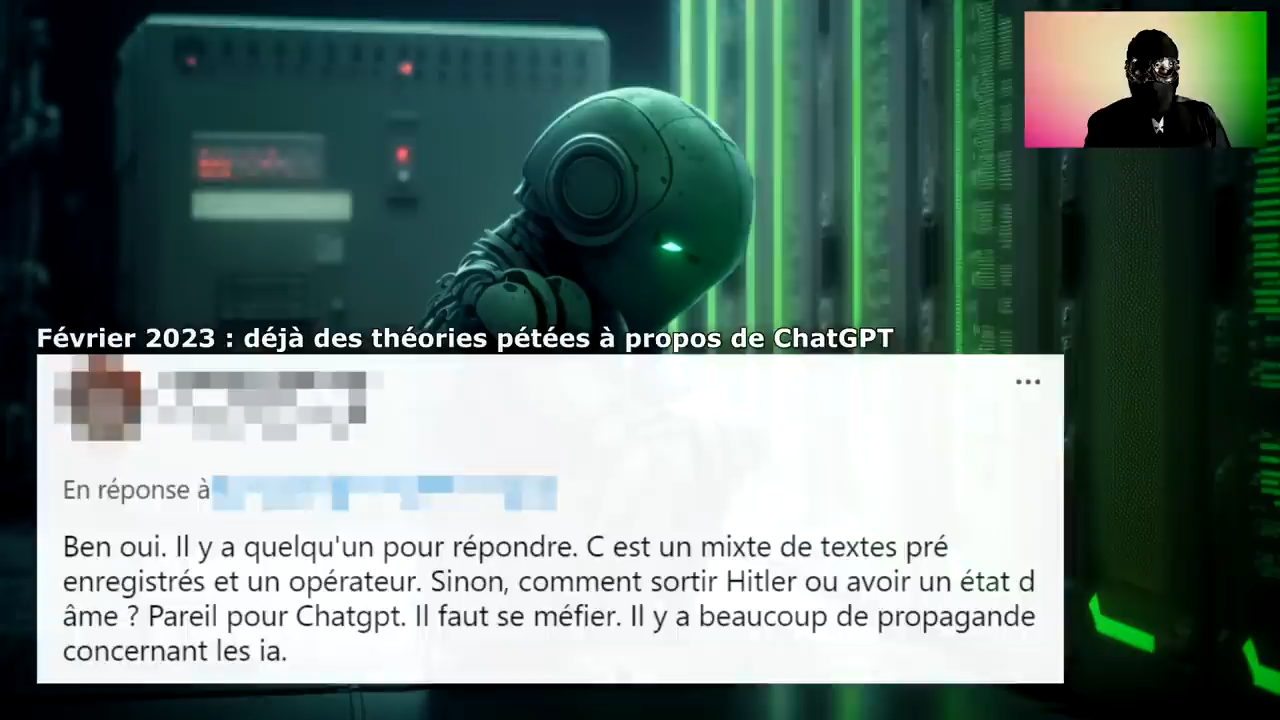 Février 2023 : déjà des théories pétées à propos de ChatGPT
En réponse à
Ben oui. Il y a quelqu'un pour répondre. C est un mixte de textes pré
enregistrés et un opérateur. Sinon, comment sortir Hitler ou avoir un état d
âme ? Pareil pour Chatgpt. Il faut se méfier. Il y a beaucoup de propagande
concernant les ia.